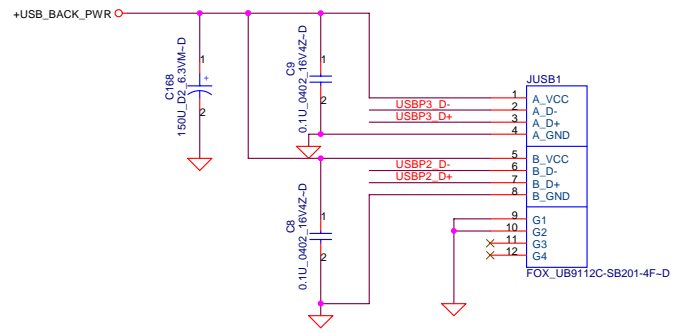 +USB_BACK_PWR
1
C168
150U_D2_6.3VM~D
+
2
1
C9
0.1U_0402_16V4Z~D
2
JUSB1
1 A_VCC
USBP3_D- 2 A_D-
USBP3_D+ 3 A_D+
4 A_GND
5 B_VCC
USBP2_D- 6 B_D-
USBP2_D+ 7 B_D+
8 B_GND
1
C8
0.1U_0402_16V4Z~D
2
9 G1
10 G2
11 G3
12 G4
FOX_UB9112C-SB201-4F~D